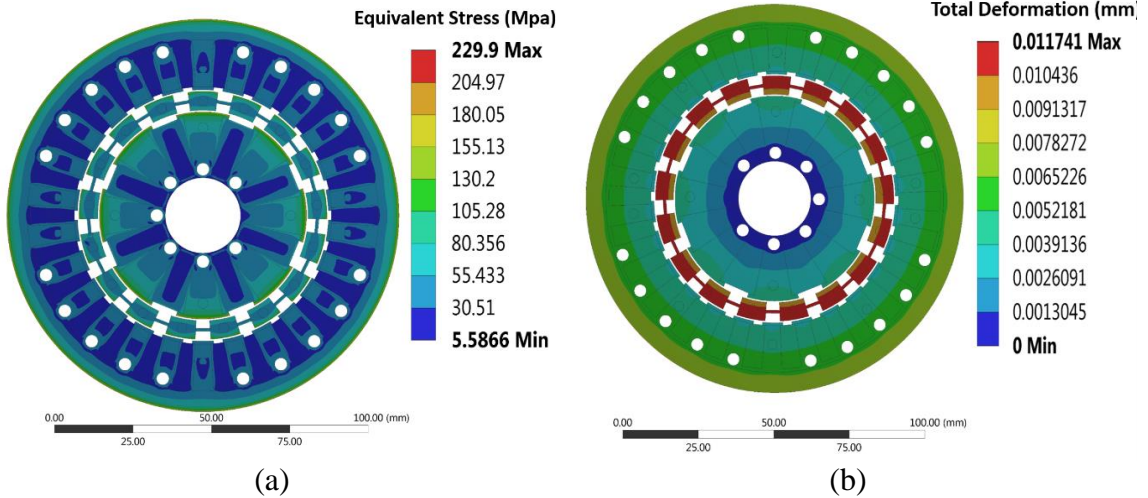 Equivalent Stress (Mpa)
229.9 Max
204.97
180.05
155.13
130.2
105.28
80.356
55.433
30.51
5.5866 Min
0.00 50.00 100.00 (mm)
25.00 75.00
(a)
Total Deformation (mm)
0.011741 Max
0.010436
0.0091317
0.0078272
0.0065226
0.0052181
0.0039136
0.0026091
0.0013045
0 Min
0.00 50.00 100.00 (mm)
25.00 75.00
(b)